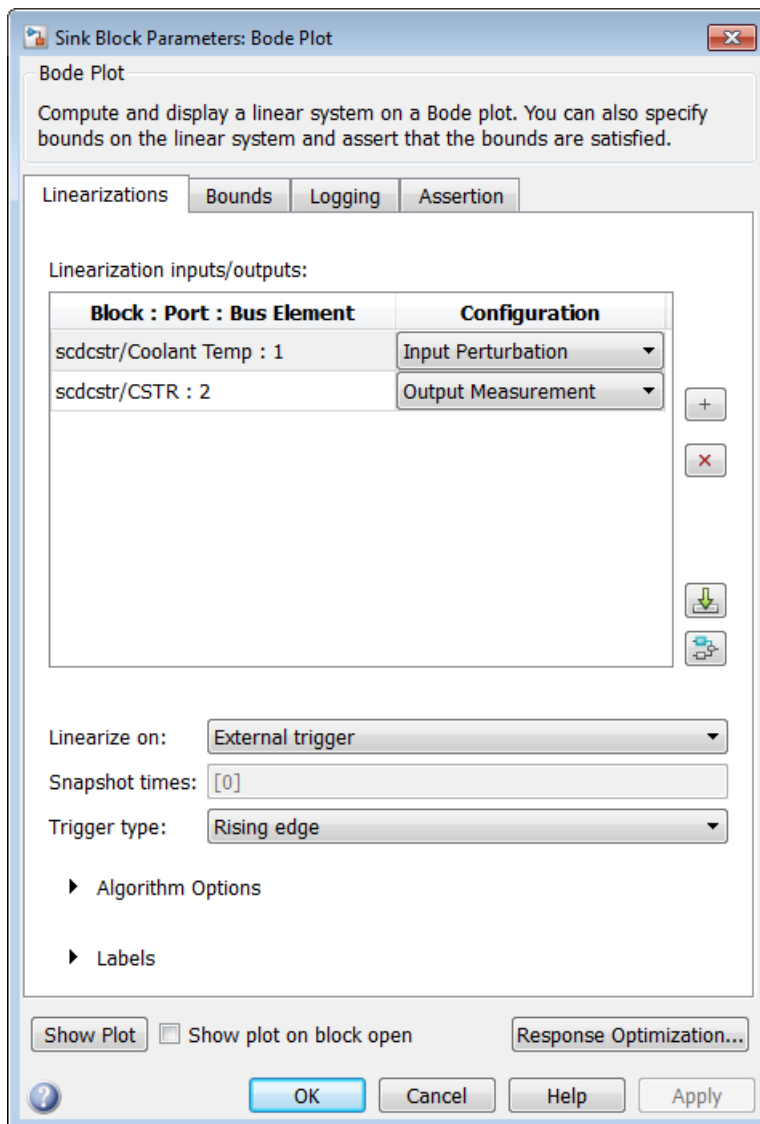 Sink Block Parameters: Bode Plot
Bode Plot
Compute and display a linear system on a Bode plot. You can also specify
bounds on the linear system and assert that the bounds are satisfied.
Linearizations Bounds Logging Assertion
Linearization inputs/outputs:
Block : Port : Bus Element Configuration
scdcstr/Coolant Temp : 1 Input Perturbation
scdcstr/CSTR : 2 Output Measurement
Linearize on: External trigger
Snapshot times: [0]
Trigger type: Rising edge
Algorithm Options
Labels
Show Plot Show plot on block open Response Optimization...
OK Cancel Help Apply